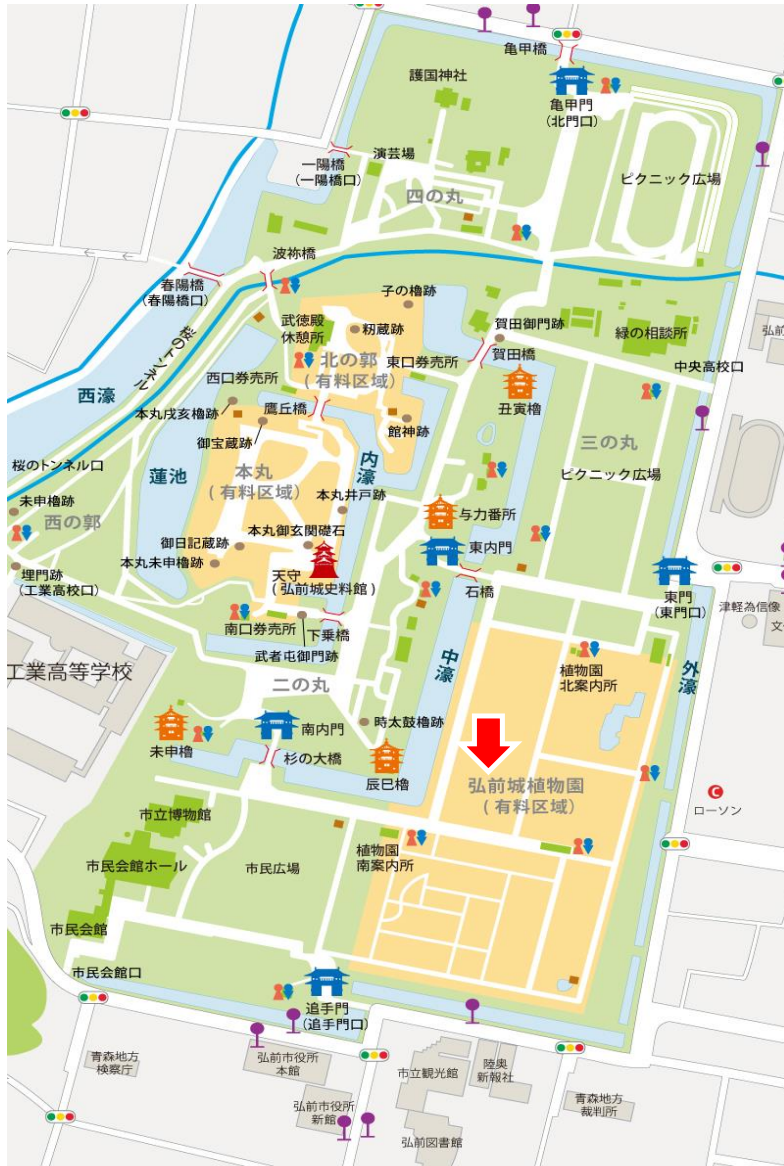 亀甲橋
護国神社
亀甲門
(北門口)
一陽橋
(一陽橋口)
演芸場
ピクニック広場
四の丸
波祢橋
春陽橋
(春陽橋口)
子の櫓跡
桜のトンネル
武徳殿
休憩所
籾蔵跡
賀田御門跡
緑の相談所
弘前
北の郭
(有料区域)
東口券売所
賀田橋
中央高校口
西口券売所
西濠
丑寅櫓
本丸戌亥櫓跡
鷹丘橋
御宝蔵跡
館神跡
三の丸
内濠
桜のトンネル口
蓮池
本丸
(有料区域)
ピクニック広場
未申櫓跡
本丸井戸跡
西の郭
与力番所
本丸御玄関礎石
御日記蔵跡
東内門
本丸未申櫓跡
天守
(弘前城史料館)
埋門跡
(工業高校口)
石橋
東門
(東門口)
津軽為信像
文
南口券売所
下乗橋
武者屯御門跡
工業高等学校
中濠
植物園
北案内所
外濠
二の丸
時太鼓櫓跡
南内門
未申櫓
杉の大橋
辰巳櫓
弘前城植物園
(有料区域)
ローソン
市立博物館
市民会館ホール
市民広場
植物園
南案内所
市民会館
市民会館口
追手門
(追手門口)
青森地方
検察庁
弘前市役所
本館
市立観光館
陸奥
新報社
弘前市役所
新館
青森地方
裁判所
弘前図書館